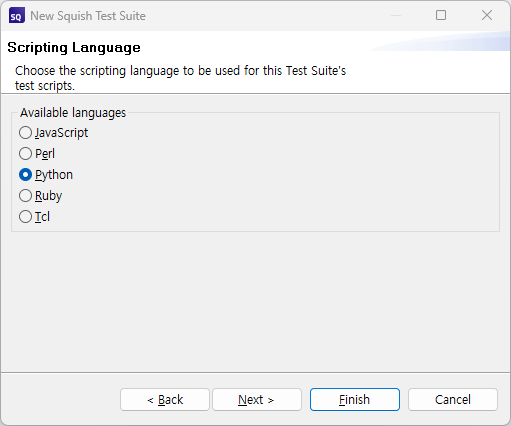 SQ New Squish Test Suite
Scripting Language
Choose the scripting language to be used for this Test Suite's
test scripts.
Available languages
JavaScript
Perl
Python
Ruby
Tcl
< Back Next > Finish Cancel